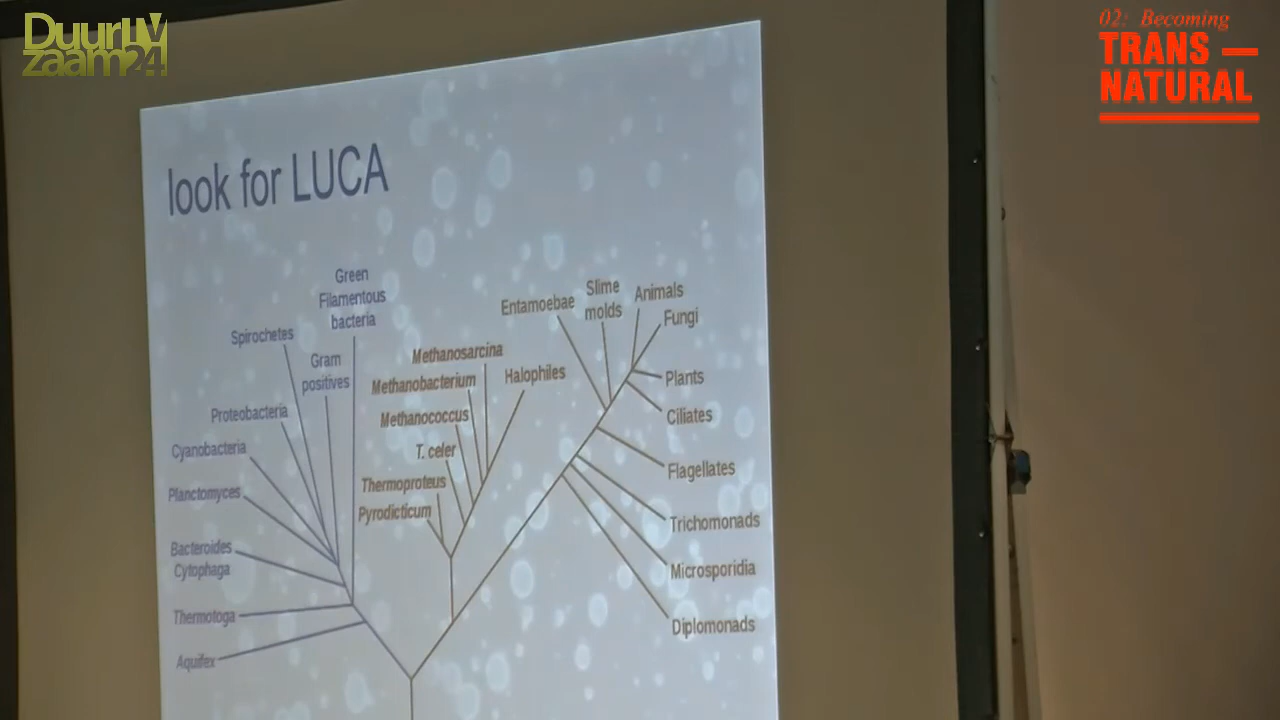 Duurzaam24
TV
02: Becoming
TRANS
NATURAL
look for LUCA
Green
Filamentous
bacteria
Spirochetes
Gram
positives
Proteobacteria
Cyanobacteria
Planctomyces
Bacteroides
Cytophaga
Thermotoga
Aquifex
Methanosarcina
Methanobacterium
Halophiles
Methanococcus
T. celer
Thermoproteus
Pyrodicticum
Entamoebae
Slime
molds
Animals
Fungi
Plants
Ciliates
Flagellates
Trichomonads
Microsporidia
Diplomonads